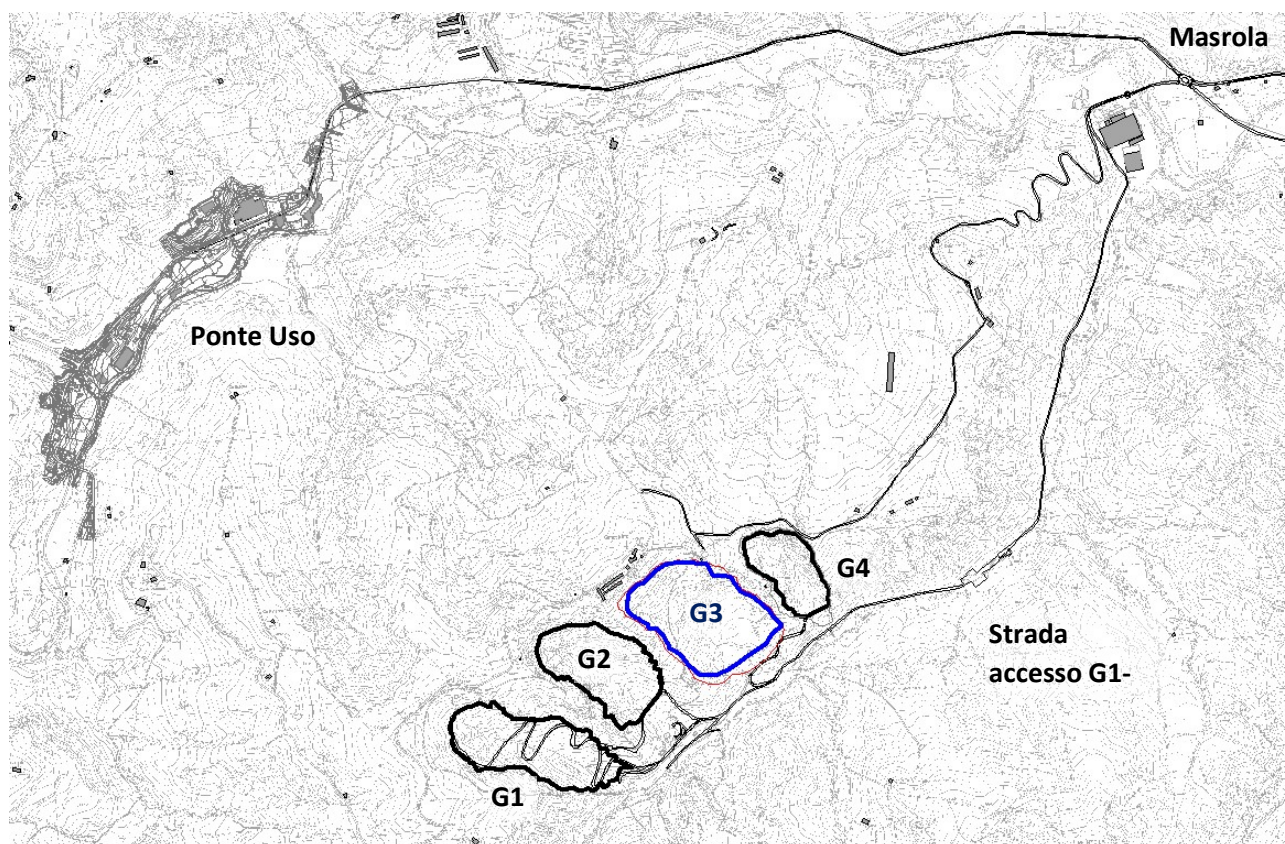 Masrola
Ponte Uso
G4
G3
Strada
accesso G1-
G2
G1